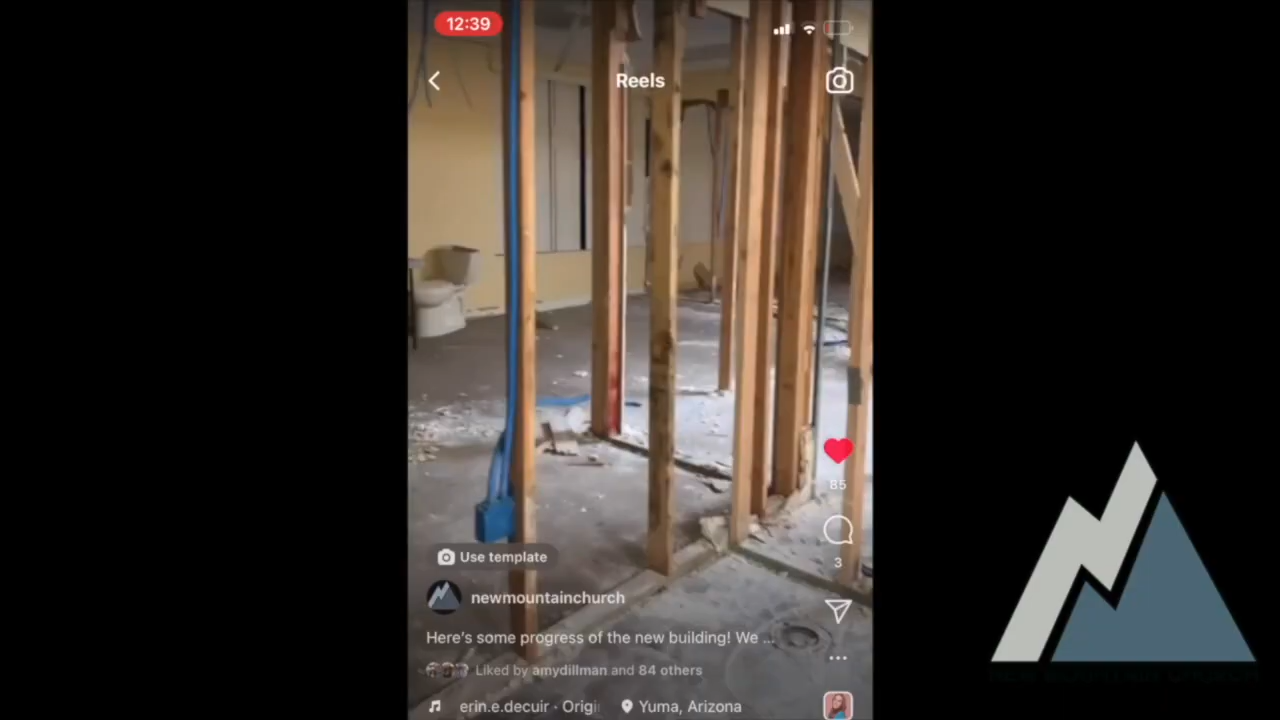 12:39
Reels
85
3
Use template
newmountainchurch
Here's some progress of the new building! We ...
Liked by amydillman and 84 others
erin.e.decuir · Origi
Yuma, Arizona